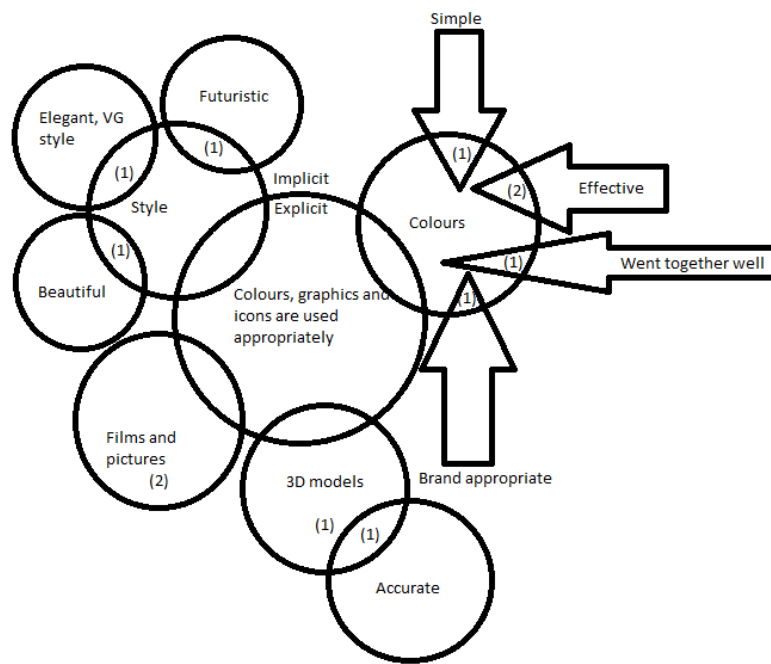 Simple
Futuristic
Elegant, VG
style
(1)
(1)
(1)
Implicit
(2)
Effective
Style
Explicit
Colours
(1)
(1)
Went together well
Beautiful
Colours, graphics and
icons are used
appropriately
(1)
Films and
pictures
(2)
3D models
Brand appropriate
(1)
(1)
Accurate